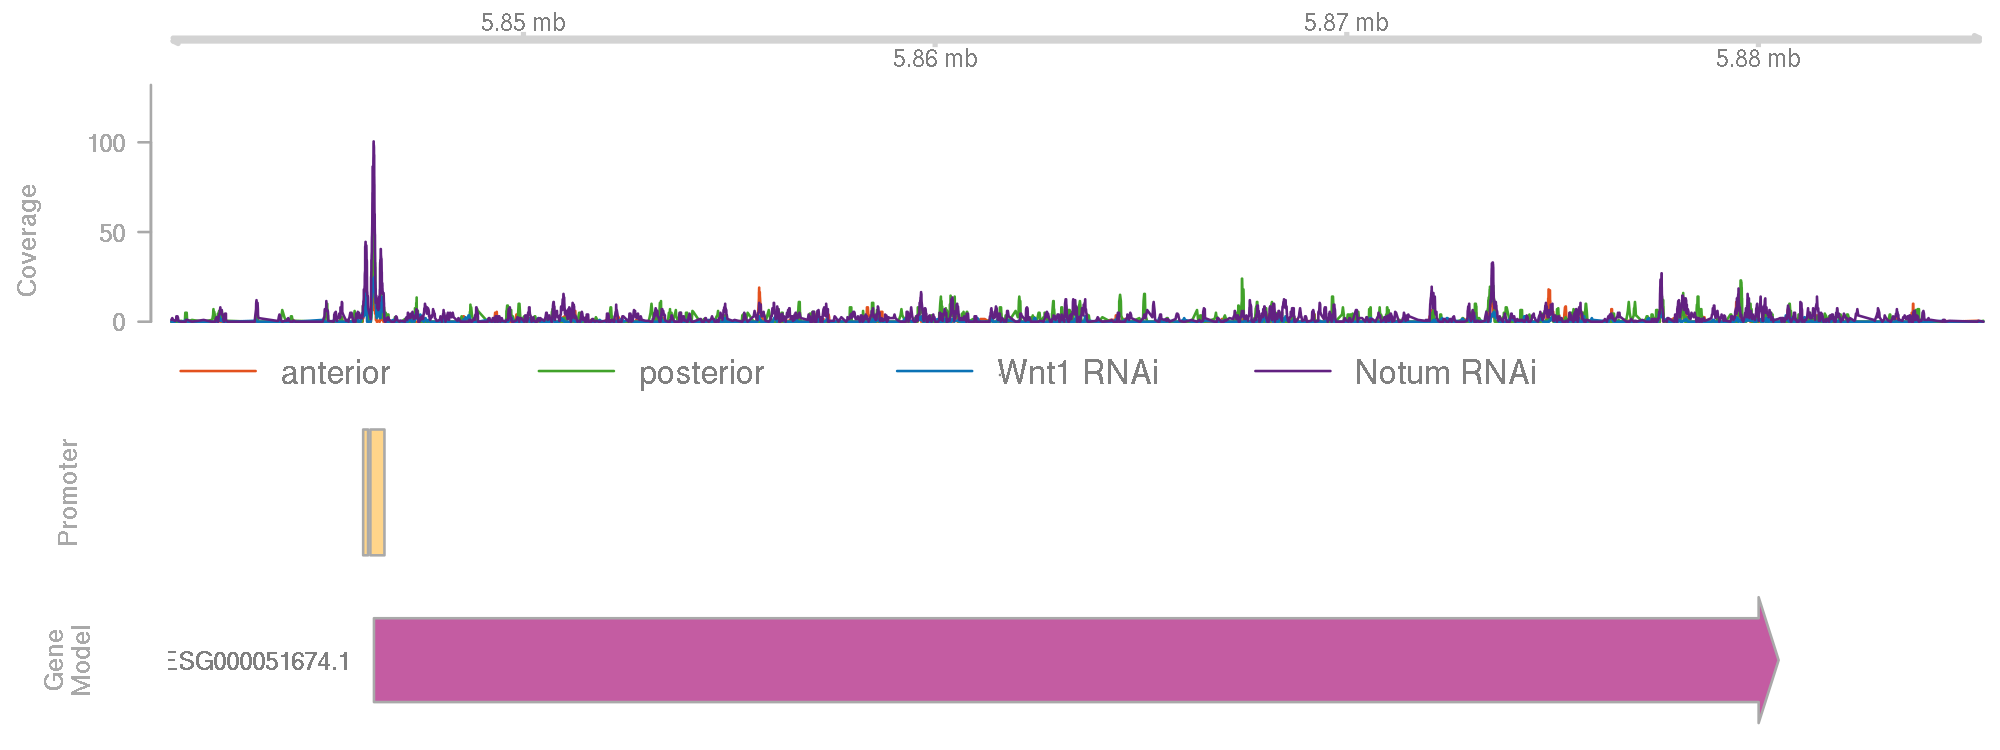 5.85 mb
5.87 mb
5.86 mb
5.88 mb
Coverage
100
50
0
anterior
posterior
Wnt1 RNAi
Notum RNAi
Promoter
Gene
Model
ESG000051674.1